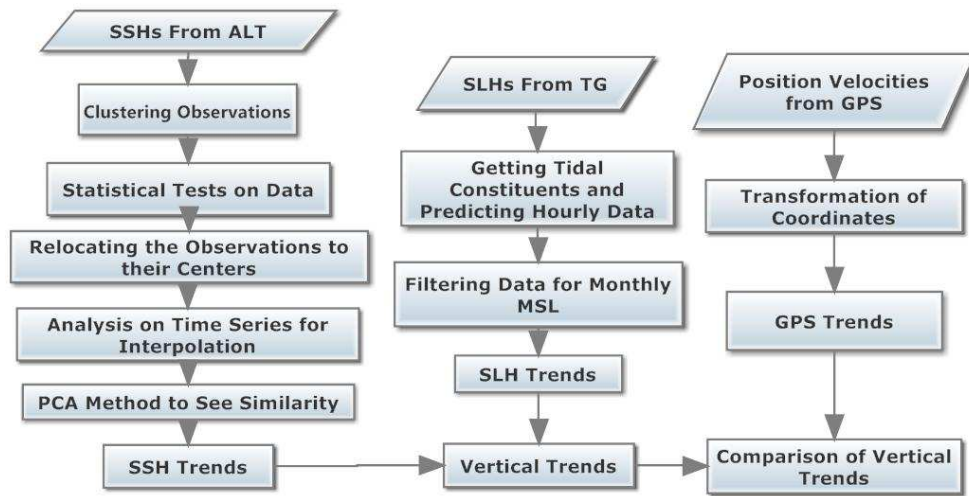 SSHs From ALT
Clustering Observations
Statistical Tests on Data
Relocating the Observations to
their Centers
Analysis on Time Series for
Interpolation
PCA Method to See Similarity
SSH Trends
SLHs From TG
Getting Tidal
Constituents and
Predicting Hourly Data
Filtering Data for Monthly
MSL
SLH Trends
Vertical Trends
Position Velocities
from GPS
Transformation of
Coordinates
GPS Trends
Comparison of Vertical
Trends